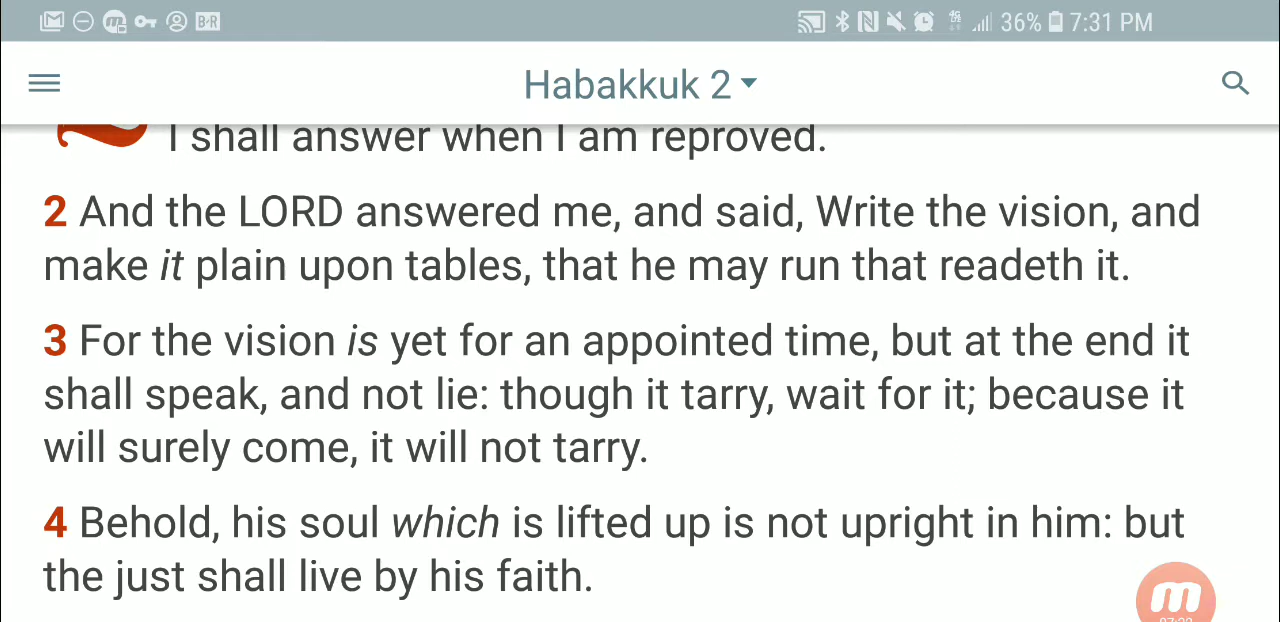 B+R 36% 7:31 PM
Habakkuk 2
I shall answer when I am reproved.
2 And the LORD answered me, and said, Write the vision, and
make it plain upon tables, that he may run that readeth it.
3 For the vision is yet for an appointed time, but at the end it
shall speak, and not lie: though it tarry, wait for it; because it
will surely come, it will not tarry.
4 Behold, his soul which is lifted up is not upright in him: but
the just shall live by his faith.
m